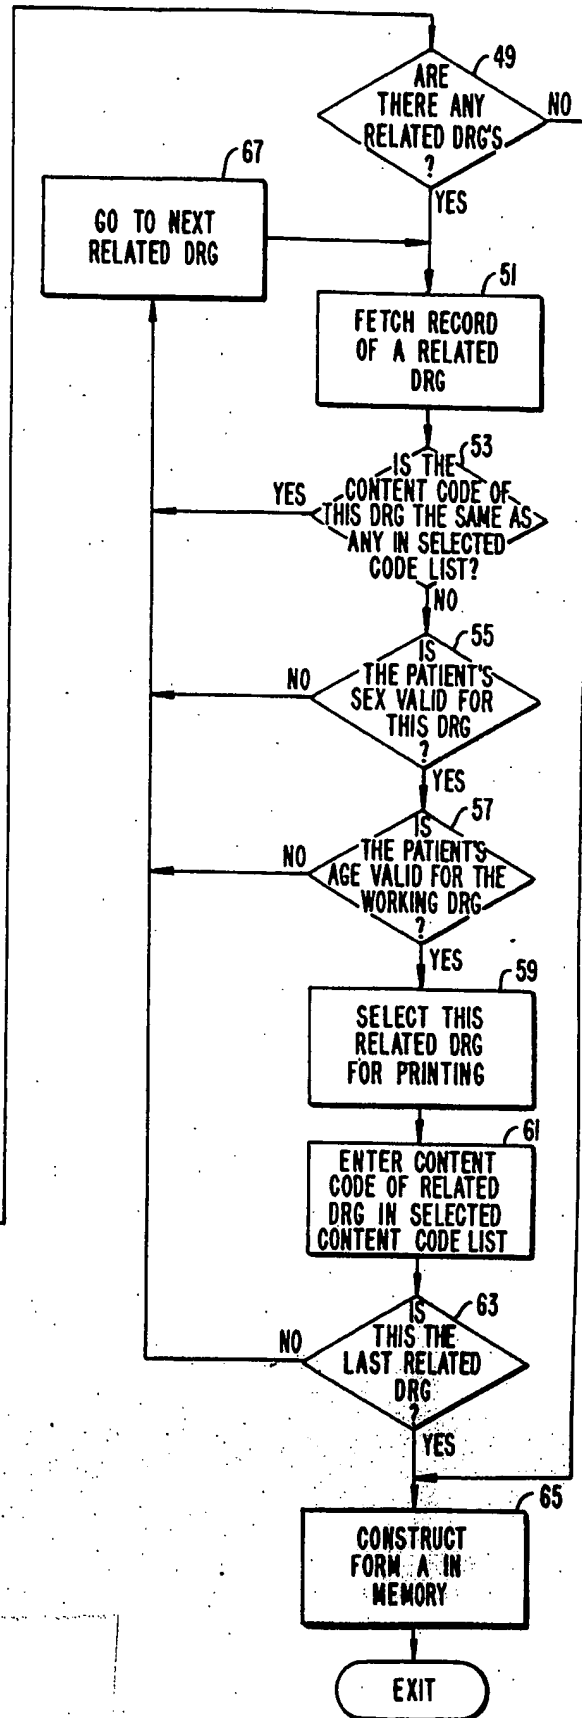 49
ARE
THERE ANY
RELATED DRG'S
?
NO
YES
67
GO TO NEXT
RELATED DRG
51
FETCH RECORD
OF A RELATED
DRG
53
IS THE
CONTENT CODE OF
THIS DRG THE SAME AS
ANY IN SELECTED
CODE LIST?
YES
NO
55
IS
THE PATIENT'S
SEX VALID FOR
THIS DRG
?
NO
YES
57
IS
THE PATIENT'S
AGE VALID FOR THE
WORKING DRG
?
NO
YES
59
SELECT THIS
RELATED DRG
FOR PRINTING
61
ENTER CONTENT
CODE OF RELATED
DRG IN SELECTED
CONTENT CODE LIST
63
IS
THIS THE
LAST RELATED
DRG
?
NO
YES
65
CONSTRUCT
FORM A IN
MEMORY
EXIT